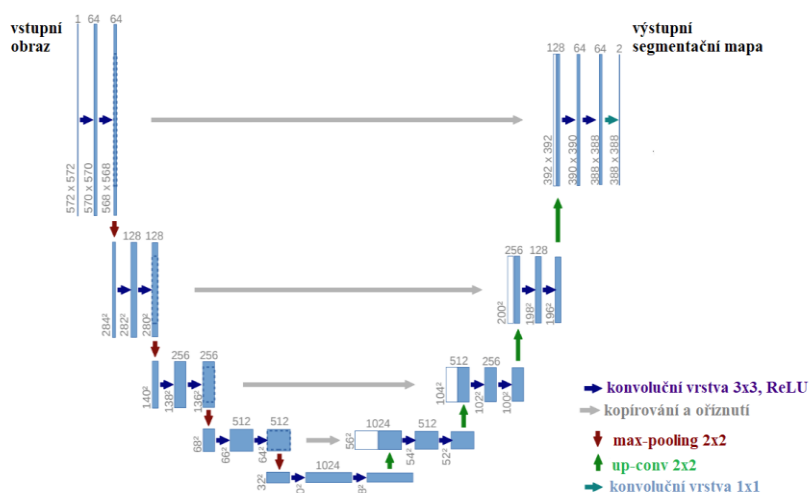 vstupní
obraz
1 64 64
572 x 572
570 x 570
568 x 568
výstupní
segmentační mapa
128 64 64 2
392 x 392
390 x 390
388 x 388
388 x 388
128 128
284²
282²
280²
256 128
200²
198²
196²
256 256
140²
138²
136²
512 256
104²
102²
100²
512 512
68²
66²
64²
1024 512
56²
54²
52²
1024
32²
konvoluční vrstva 3x3, ReLU
kopírování a oříznutí
max-pooling 2x2
up-conv 2x2
konvoluční vrstva 1x1